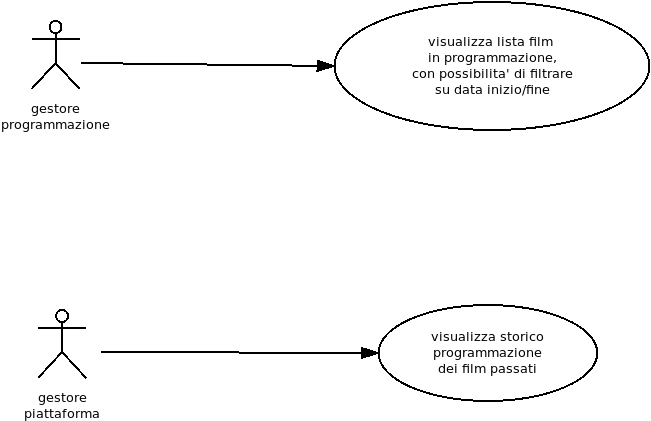 visualizza lista film
in programmazione,
con possibilita' di filtrare
su data inizio/fine
gestore
programmazione
visualizza storico
programmazione
dei film passati
gestore
piattaforma